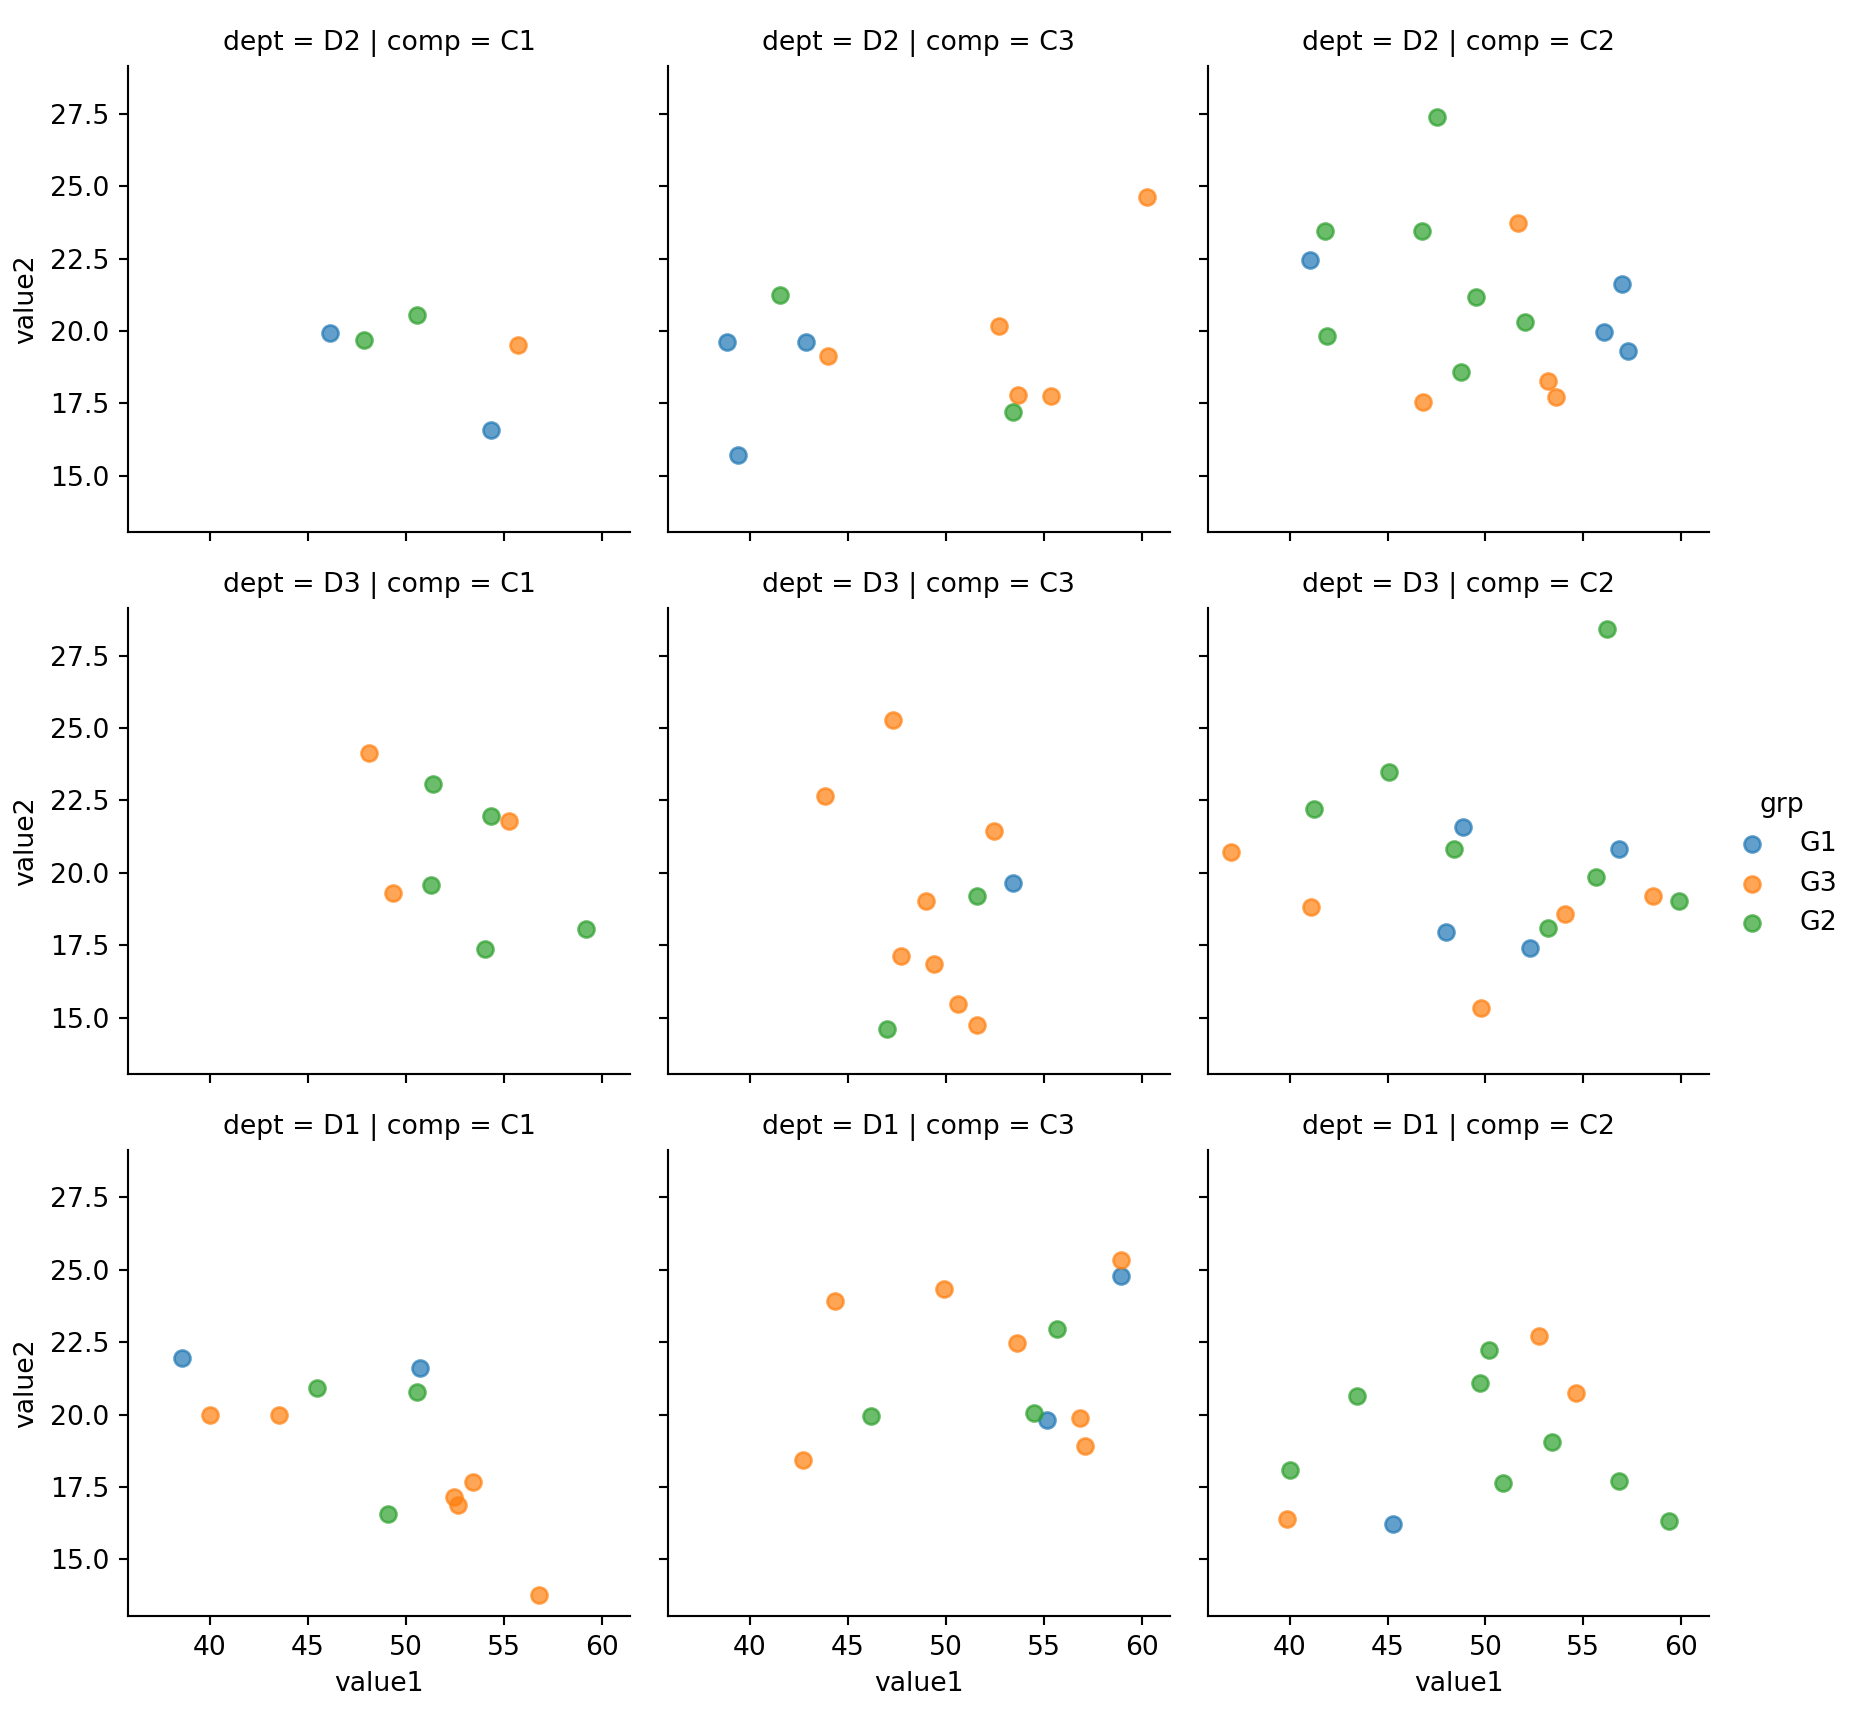 dept = D2 | comp = C1
dept = D2 | comp = C3
dept = D2 | comp = C2
27.5
25.0
22.5
20.0
17.5
15.0
value2
dept = D3 | comp = C1
dept = D3 | comp = C3
dept = D3 | comp = C2
27.5
25.0
22.5
20.0
17.5
15.0
value2
grp
G1
G3
G2
dept = D1 | comp = C1
dept = D1 | comp = C3
dept = D1 | comp = C2
27.5
25.0
22.5
20.0
17.5
15.0
value2
40 45 50 55 60
40 45 50 55 60
40 45 50 55 60
value1
value1
value1